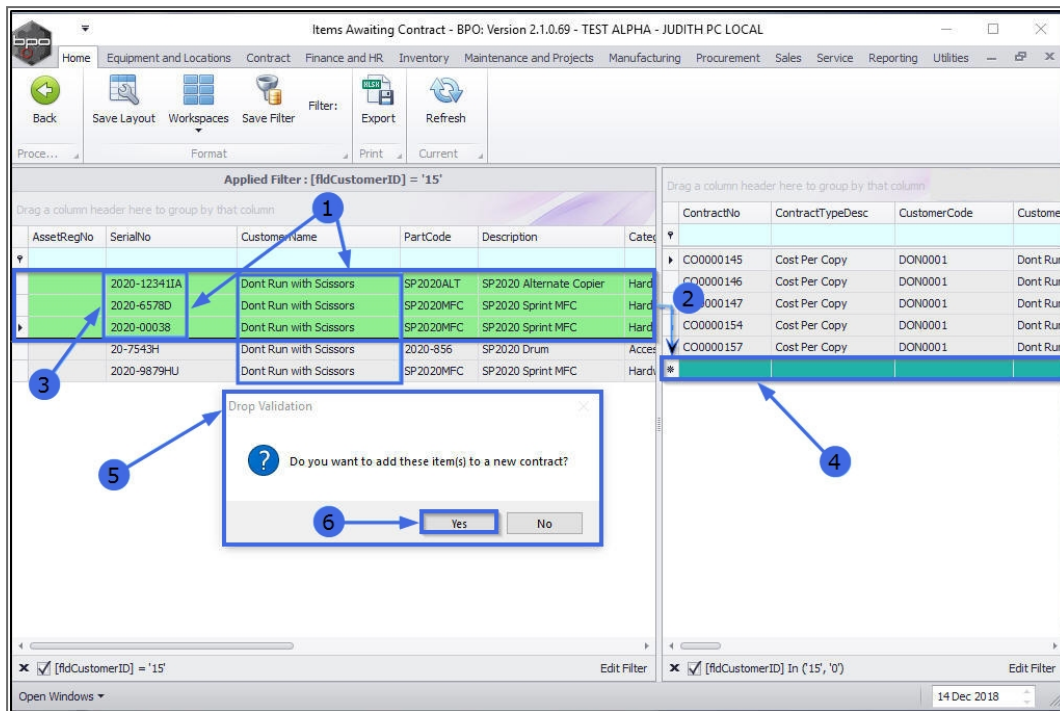 Items Awaiting Contract - BPO: Version 2.1.0.69 - TEST ALPHA - JUDITH PC LOCAL
bpo
Home Equipment and Locations Contract Finance and HR Inventory Maintenance and Projects Manufacturing Procurement Sales Service Reporting Utilities
Back Save Layout Workspaces Save Filter Filter: Export Refresh
Proce... Format Print Current
Applied Filter : [fldCustomerID] = '15'
Drag a column header here to group by that column
Drag a column header here to group by that column
1
AssetRegNo SerialNo CustomerName PartCode Description Categ
ContractNo ContractTypeDesc CustomerCode Custome
2020-12341IA Dont Run with Scissors SP2020ALT SP2020 Alternate Copier Hard
2020-6578D Dont Run with Scissors SP2020MFC SP2020 Sprint MFC Hard
2020-00038 Dont Run with Scissors SP2020MFC SP2020 Sprint MFC Hard
20-7543H Dont Run with Scissors 2020-856 SP2020 Drum Acces
2020-9879HU Dont Run with Scissors SP2020MFC SP2020 Sprint MFC Hardw
CO0000145 Cost Per Copy DON0001 Dont Run
CO0000146 Cost Per Copy DON0001 Dont Run
2
0000147 Cost Per Copy DON0001 Dont Run
CO0000154 Cost Per Copy DON0001 Dont Run
CO0000157 Cost Per Copy DON0001 Dont Run
3
4
5
Drop Validation
Do you want to add these item(s) to a new contract?
6
Yes No
[fldCustomerID] = '15' Edit Filter
[fldCustomerID] In ('15', '0') Edit Filter
Open Windows 14 Dec 2018